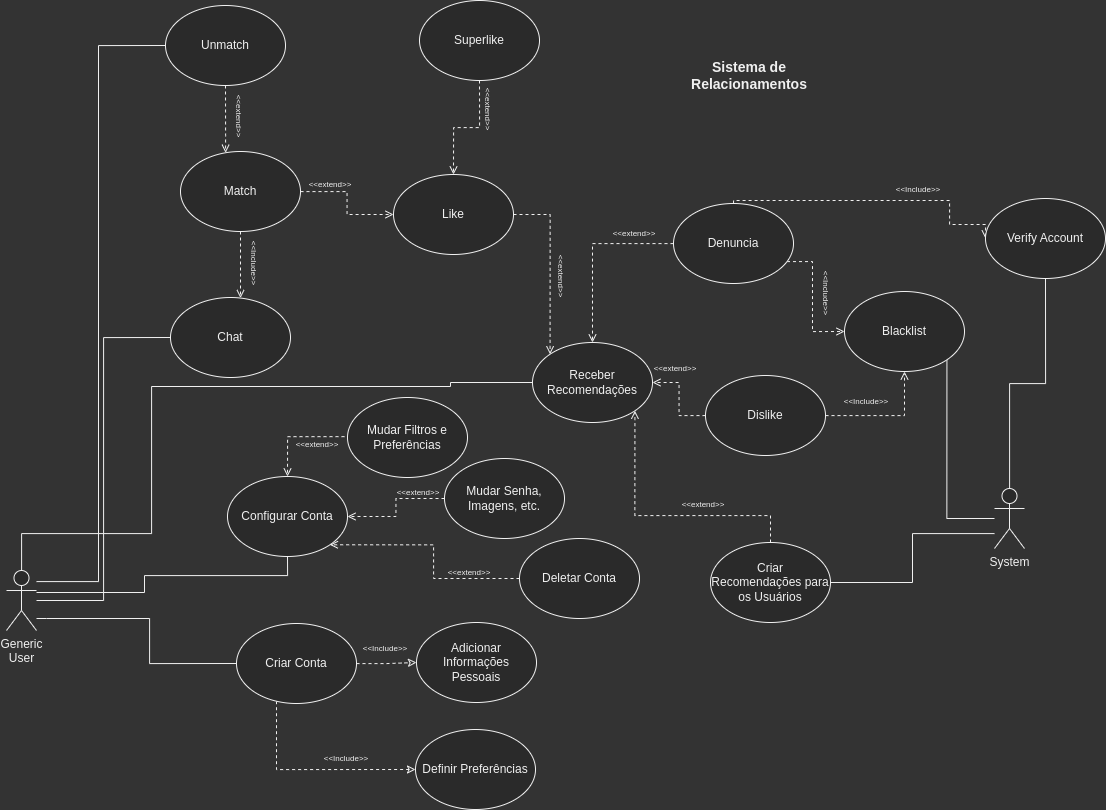 Unmatch
Superlike
Sistema de
Relacionamentos
<<extend>>
<<extend>>
Match
<<extend>>
Like
<<Include>>
Denuncia
<<extend>>
Verify Account
<<Include>>
<<extend>>
<<Include>>
Blacklist
Chat
Receber
Recomendações
<<extend>>
Dislike
<<Include>>
Mudar Filtros e
Preferências
<<extend>>
Mudar Senha,
Imagens, etc.
<<extend>>
Configurar Conta
<<extend>>
Deletar Conta
<<extend>>
System
Criar
Recomendações para
os Usuários
Generic
User
Criar Conta
<<Include>>
Adicionar
Informações
Pessoais
<<Include>>
Definir Preferências